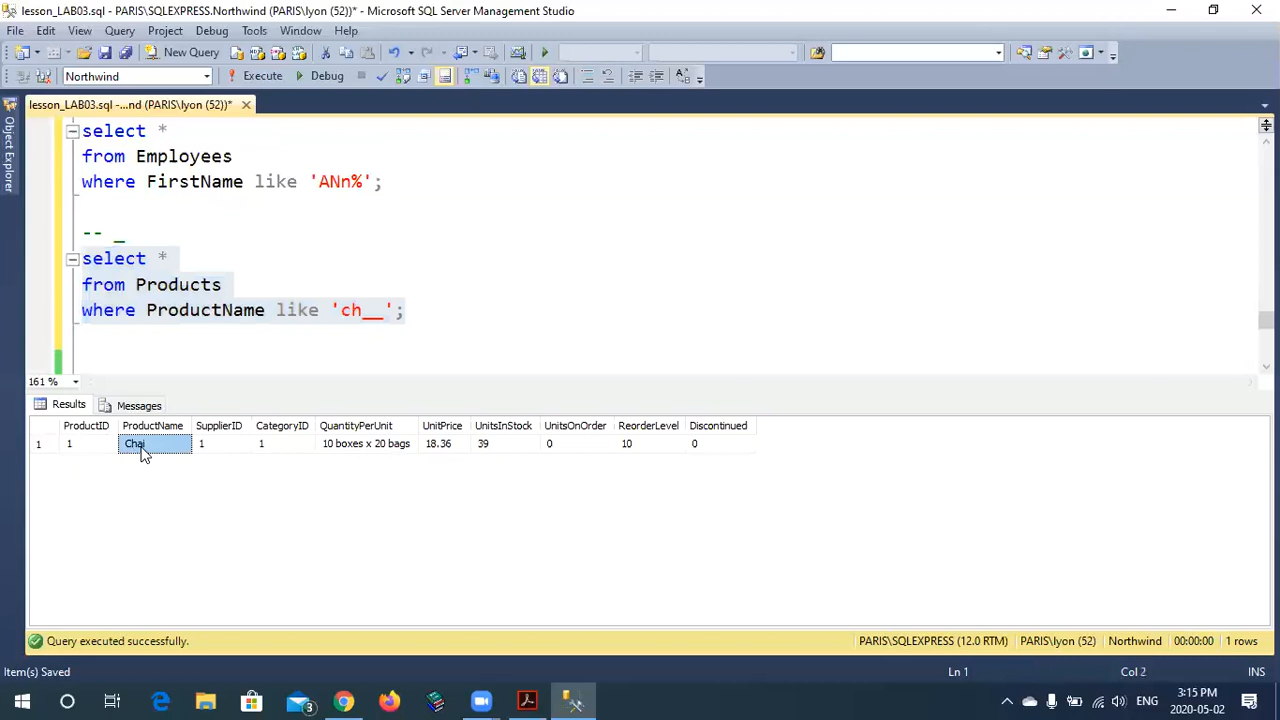 lesson_LAB03.sql - PARIS\SQLEXPRESS.Northwind (PARIS\lyon (52))* - Microsoft SQL Server Management Studio
File Edit View Query Project Debug Tools Window Help
New Query
Northwind Execute Debug
lesson_LAB03.sql -...nd (PARIS\lyon (52))*
Object Explorer
select *
from Employees
where FirstName like 'ANn%';
-- _
select *
from Products
where ProductName like 'ch__';
161 %
Results Messages
ProductID ProductName SupplierID CategoryID QuantityPerUnit UnitPrice UnitsInStock UnitsOnOrder ReorderLevel Discontinued
1 1 Chai 1 1 10 boxes x 20 bags 18.36 39 0 10 0
Query executed successfully. PARIS\SQLEXPRESS (12.0 RTM) PARIS\lyon (52) Northwind 00:00:00 1 rows
Item(s) Saved Ln 1 Col 2 INS
3 ENG 3:15 PM
2020-05-02